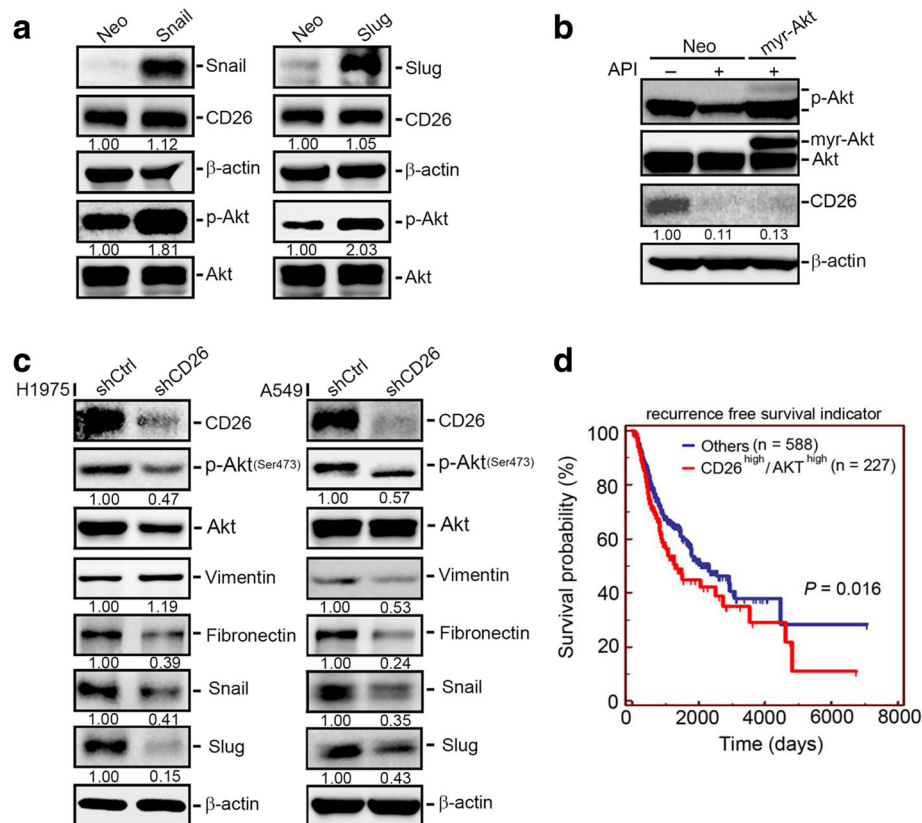 a
Neo Snail
Snail
CD26
1.00 1.12
β-actin
p-Akt
1.00 1.81
Akt
Neo Slug
Slug
CD26
1.00 1.05
β-actin
p-Akt
1.00 2.03
Akt
b
Neo myr-Akt
API − + +
p-Akt
myr-Akt
Akt
CD26
1.00 0.11 0.13
β-actin
c
H1975 shCtrl shCD26
CD26
p-Akt(Ser473)
1.00 0.47
Akt
Vimentin
1.00 1.19
Fibronectin
1.00 0.39
Snail
1.00 0.41
Slug
1.00 0.15
β-actin
A549 shCtrl shCD26
CD26
p-Akt(Ser473)
1.00 0.57
Akt
Vimentin
1.00 0.53
Fibronectin
1.00 0.24
Snail
1.00 0.35
Slug
1.00 0.43
β-actin
d
recurrence free survival indicator
Others (n = 588)
CD26high/AKThigh (n = 227)
P = 0.016
Survival probability (%)
100
80
60
40
20
0
0 2000 4000 6000 8000
Time (days)